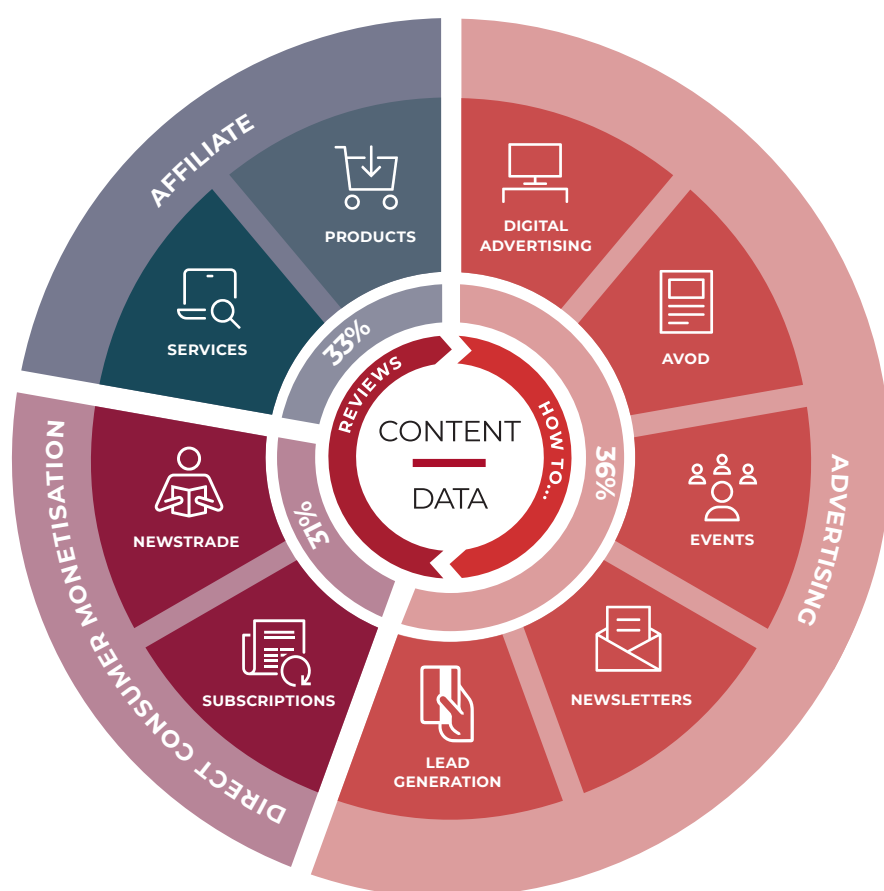 AFFILIATE
PRODUCTS
SERVICES
33%
DIGITAL
ADVERTISING
AVOD
EVENTS
NEWSLETTERS
LEAD
GENERATION
ADVERTISING
36%
NEWSTRADE
SUBSCRIPTIONS
DIRECT CONSUMER MONETISATION
31%
REVIEWS
HOW TO...
CONTENT
DATA